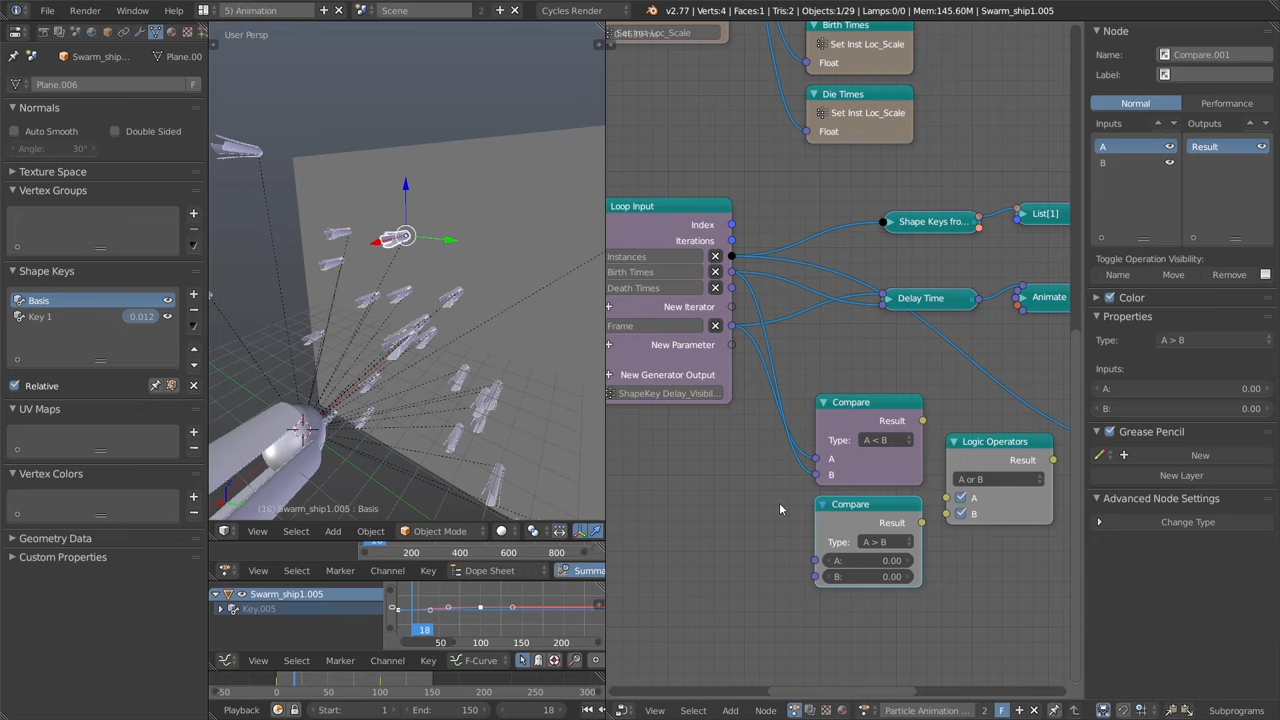 File Edit Render Window Help 5) Animation Scene Cycles Render v2.77 | Verts:4 | Faces:1 | Tris:2 | Objects:1/29 | Lamps:0/0 | Mem:145.60M | Swarm_ship1.005
Swarm_ship... Plane.00
Plane.006 F
Normals
Auto Smooth Double Sided
Angle: 30°
Texture Space
Vertex Groups
Shape Keys
Basis
Key 1 0.012
Relative
UV Maps
Vertex Colors
Geometry Data
Custom Properties
User Persp
(18) Swarm_ship1.005 : Basis
View Select Add Object Object Mode
200 400 600 800
View Select Marker Channel Key Dope Sheet Summa
Swarm_ship1.005
Key.005
18
50 100 150 200
View Select Marker Channel Key F-Curve
-50 0 50 100 150 200 250 300
Playback Start: 1 End: 150 18
Set Inst Loc_Scale
Birth Times
Set Inst Loc_Scale
Float
Die Times
Set Inst Loc_Scale
Float
Loop Input
Index
Iterations
Instances
Birth Times
Death Times
New Iterator
Frame
New Parameter
New Generator Output
ShapeKey Delay_Visibil...
Shape Keys fro...
List[1]
Delay Time
Animate
Compare
Result
Type: A < B
A
B
Compare
Result
Type: A > B
A: 0.00
B: 0.00
Logic Operators
Result
A or B
A
B
View Select Add Node Particle Animation ... 2 F Subprograms
Node
Name: Compare.001
Label:
Normal Performance
Inputs Outputs
A Result
B
Toggle Operation Visibility:
Name Move Remove
Color
Properties
Type: A > B
Inputs:
A: 0.00
B: 0.00
Grease Pencil
New
New Layer
Advanced Node Settings
Change Type